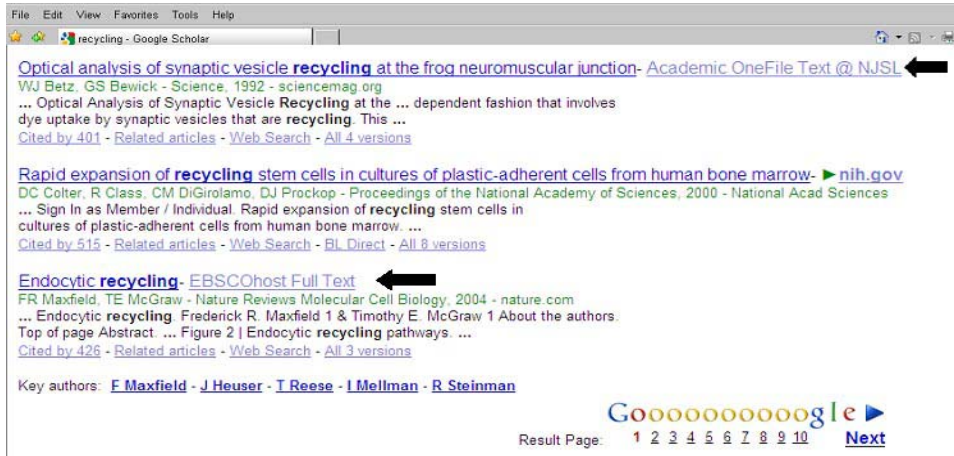 File Edit View Favorites Tools Help
recycling - Google Scholar
Optical analysis of synaptic vesicle recycling at the frog neuromuscular junction- Academic OneFile Text @ NJSL
WJ Betz, GS Bewick - Science, 1992 - sciencemag.org
... Optical Analysis of Synaptic Vesicle Recycling at the ... dependent fashion that involves
dye uptake by synaptic vesicles that are recycling. This ...
Cited by 401 - Related articles - Web Search - All 4 versions
Rapid expansion of recycling stem cells in cultures of plastic-adherent cells from human bone marrow- ►nih.gov
DC Colter, R Class, CM DiGirolamo, DJ Prockop - Proceedings of the National Academy of Sciences, 2000 - National Acad Sciences
... Sign In as Member / Individual. Rapid expansion of recycling stem cells in
cultures of plastic-adherent cells from human bone marrow. ...
Cited by 515 - Related articles - Web Search - BL Direct - All 8 versions
Endocytic recycling- EBSCOhost Full Text
FR Maxfield, TE McGraw - Nature Reviews Molecular Cell Biology, 2004 - nature.com
... Endocytic recycling. Frederick R. Maxfield 1 & Timothy E. McGraw 1 About the authors.
Top of page Abstract. ... Figure 2 | Endocytic recycling pathways. ...
Cited by 426 - Related articles - Web Search - All 3 versions
Key authors: F Maxfield - J Heuser - T Reese - I Mellman - R Steinman
Goooooooooogle
Result Page: 1 2 3 4 5 6 7 8 9 10 Next